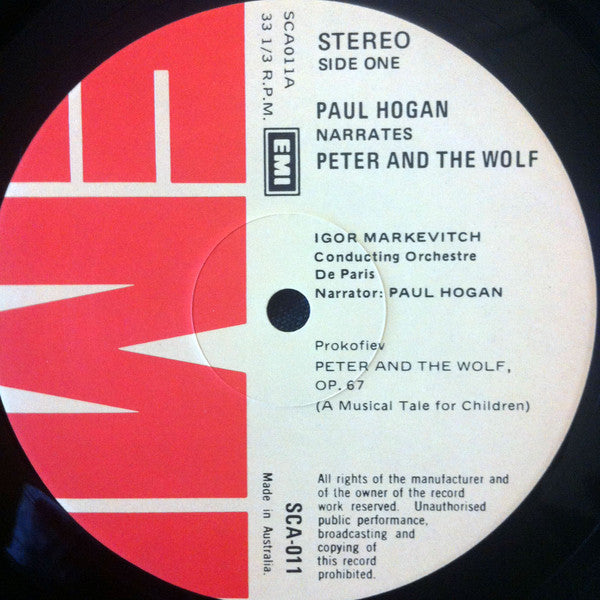 STEREO
SIDE ONE
PAUL HOGAN
NARRATES
PETER AND THE WOLF
IGOR MARKEVITCH
Conducting Orchestre
De Paris
Narrator: PAUL HOGAN
Prokofiev
PETER AND THE WOLF,
OP. 67
(A Musical Tale for Children)
All rights of the manufacturer and
of the owner of the record
work reserved. Unauthorised
public performance,
broadcasting and
copying of
this record
prohibited.
SCA011A
33 1/3 R.P.M.
EMI
SCA-011
Made in Australia.
EMI